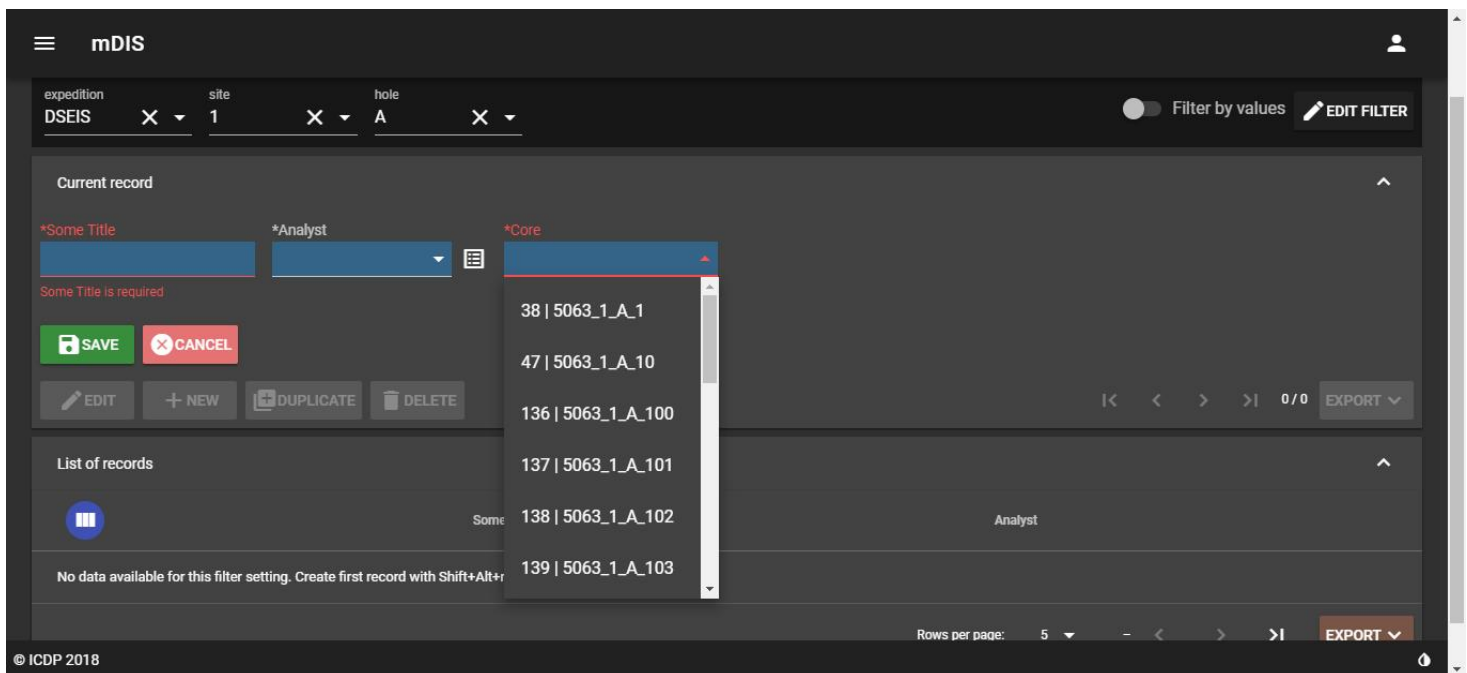 mDIS
expedition site hole
DSEIS 1 A Filter by values EDIT FILTER
Current record
*Some Title *Analyst *Core
Some Title is required
38 | 5063_1_A_1
SAVE CANCEL
47 | 5063_1_A_10
EDIT NEW DUPLICATE DELETE 0 / 0 EXPORT
136 | 5063_1_A_100
List of records
137 | 5063_1_A_101
Some Analyst
138 | 5063_1_A_102
No data available for this filter setting. Create first record with Shift+Alt+
139 | 5063_1_A_103
Rows per page: 5 – EXPORT
© ICDP 2018